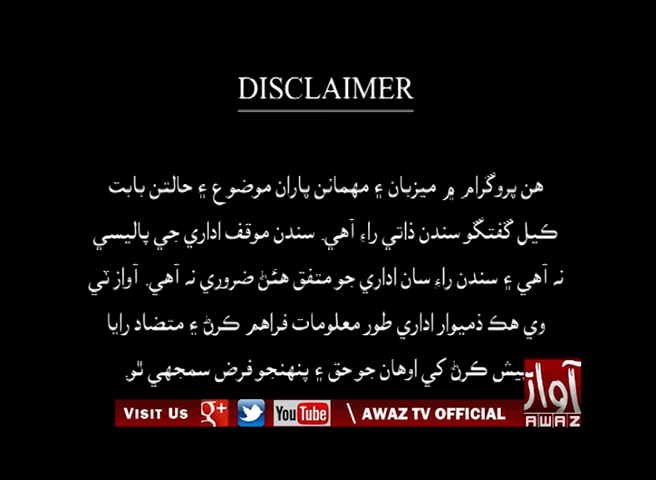 DISCLAIMER
هن پروگرام ۾ ميزبان ۽ مهمانن پاران موضوع ۽ حالتن بابت
ڪيل گفتگو سندن ذاتي راءِ آهي. سندن موقف اداري جي پاليسي
نه آهي ۽ سندن راءِ سان اداري جو متفق هئڻ ضروري نه آهي. آواز ٽي
وي هڪ ذميوار اداري طور معلومات فراهم ڪرڻ ۽ متضاد رايا
پيش ڪرڻ کي اوهان جو حق ۽ پنهنجو فرض سمجهي ٿو.
آواز
AWAZ
VISIT US g+ You Tube \ AWAZ TV OFFICIAL